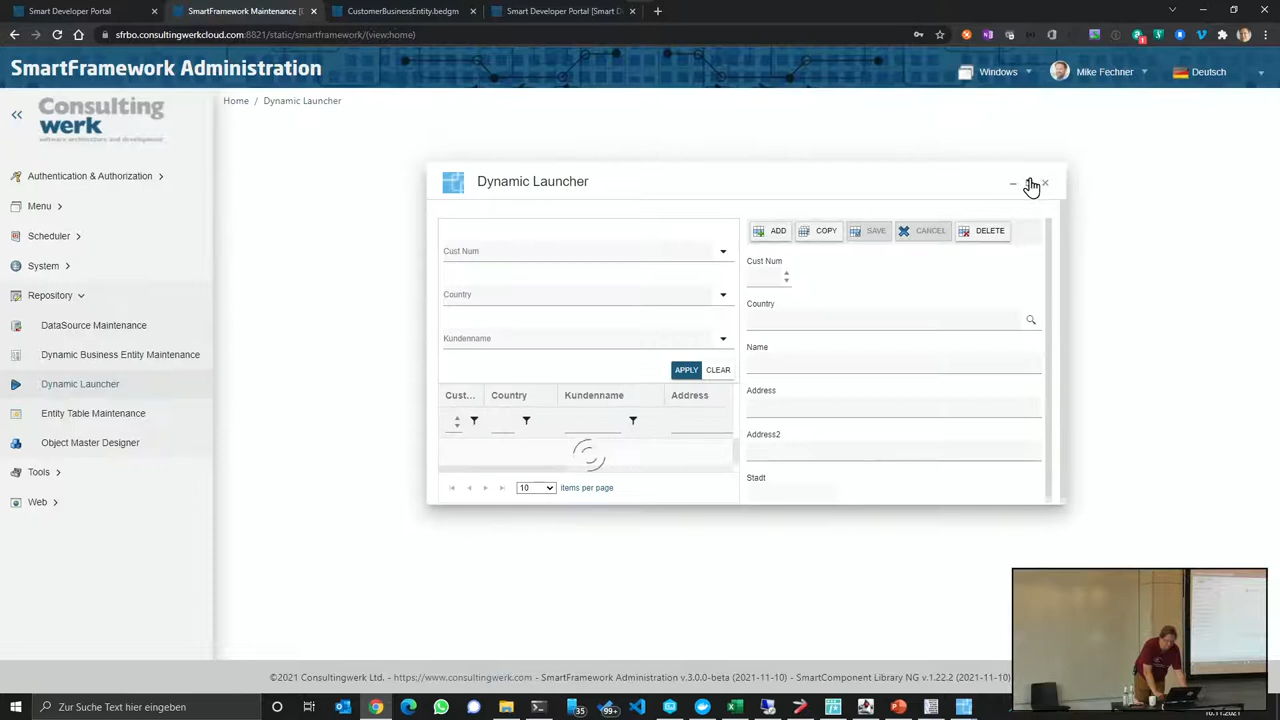 Smart Developer Portal
SmartFramework Maintenance [
CustomerBusinessEntity.bedgm
Smart Developer Portal [Smart D
sfrbo.consultingwerkcloud.com:8821/static/smartframework/(viewhome)
SmartFramework Administration
Windows
Mike Fechner
Deutsch
Consulting
werk
software architecture and development
Home / Dynamic Launcher
Authentication & Authorization
Menu
Scheduler
System
Repository
DataSource Maintenance
Dynamic Business Entity Maintenance
Dynamic Launcher
Entity Table Maintenance
Object Master Designer
Tools
Web
Dynamic Launcher
Cust Num
Country
Kundenname
APPLY
CLEAR
Cust...
Country
Kundenname
Address
10
items per page
ADD
COPY
SAVE
CANCEL
DELETE
Cust Num
Country
Name
Address
Address2
Stadt
©2021 Consultingwerk Ltd. - https://www.consultingwerk.com - SmartFramework Administration v.3.0.0-beta (2021-11-10) - SmartComponent Library NG v.1.22.2 (2021-11-10)
Zur Suche Text hier eingeben
35
99+
16.11.2021